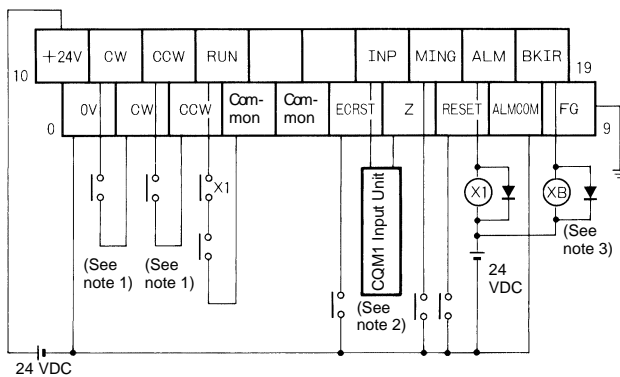 +24V CW CCW RUN INP MING ALM BKIR
10 19
0V CW CCW Com-
mon Com-
mon ECRST Z RESET ALMCOM FG
0 9
X1
X1 XB
CQM1 Input Unit
(See
note 1)
(See
note 1)
(See
note 2)
24
VDC
(See
note 3)
24 VDC